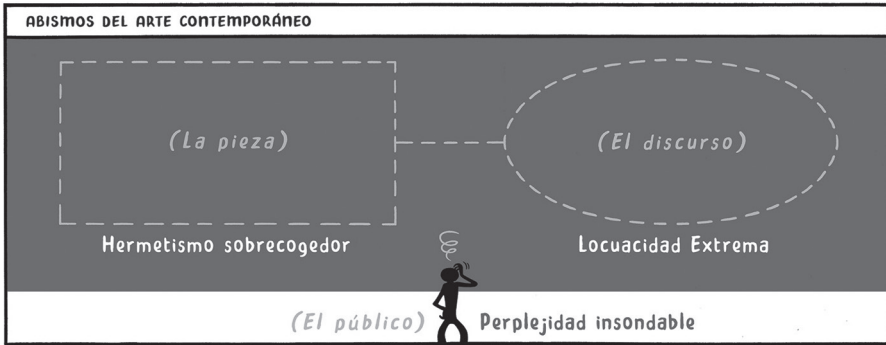 ABISMOS DEL ARTE CONTEMPORÁNEO
(La pieza)
(El discurso)
Hermetismo sobrecogedor
Locuacidad Extrema
(El público)
Perplejidad insondable